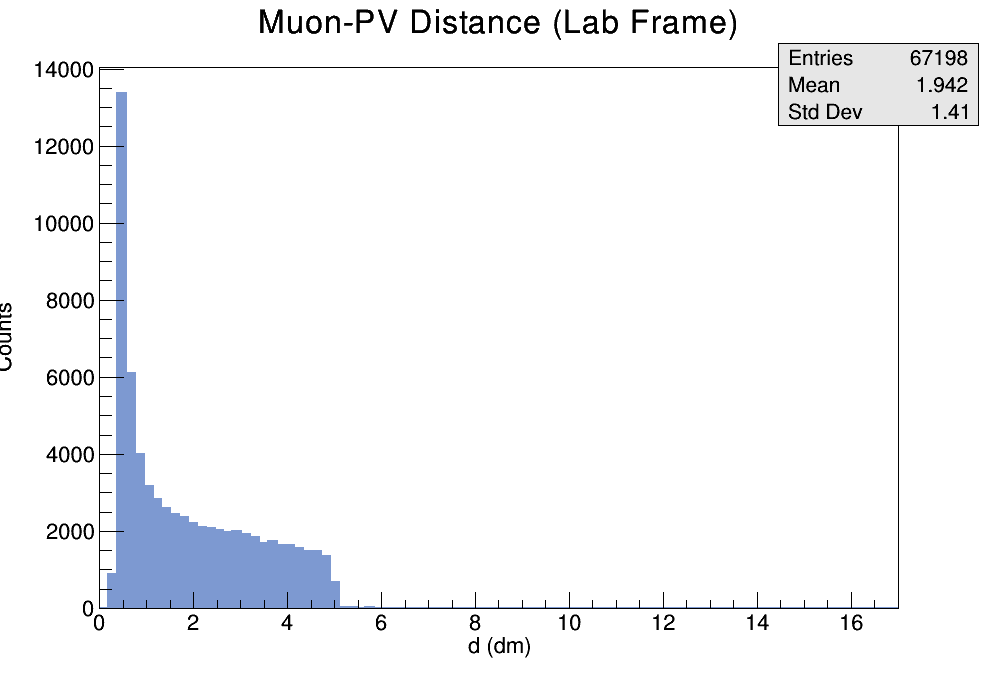 Muon-PV Distance (Lab Frame)
Entries 67198
Mean 1.942
Std Dev 1.41
14000
12000
10000
8000
6000
4000
2000
0
Counts
0 2 4 6 8 10 12 14 16
d (dm)